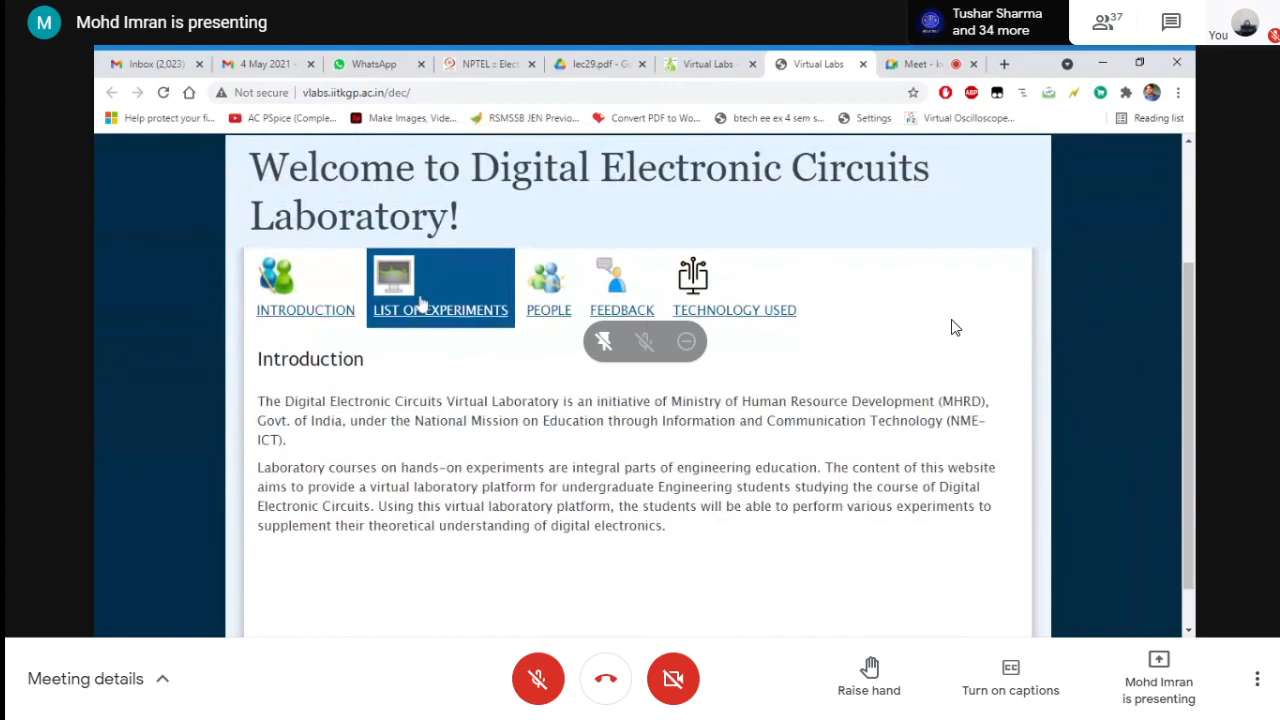 M
Mohd Imran is presenting
Tushar Sharma
and 34 more
37
You
Inbox (2,023)
4 May 2021 -
WhatsApp
NPTEL :: Elect
lec29.pdf - G
Virtual Labs
Virtual Labs
Meet - k
Not secure
vlabs.iitkgp.ac.in/dec/
ABP
Help protect your fi...
AC PSpice (Comple...
Make Images, Vide...
RSMSSB JEN Previo...
Convert PDF to Wo...
btech ee ex 4 sem s...
Settings
Virtual Oscilloscope...
Reading list
Welcome to Digital Electronic Circuits
Laboratory!
INTRODUCTION
LIST OF EXPERIMENTS
PEOPLE
FEEDBACK
TECHNOLOGY USED
Introduction
The Digital Electronic Circuits Virtual Laboratory is an initiative of Ministry of Human Resource Development (MHRD),
Govt. of India, under the National Mission on Education through Information and Communication Technology (NME-
ICT).
Laboratory courses on hands-on experiments are integral parts of engineering education. The content of this website
aims to provide a virtual laboratory platform for undergraduate Engineering students studying the course of Digital
Electronic Circuits. Using this virtual laboratory platform, the students will be able to perform various experiments to
supplement their theoretical understanding of digital electronics.
Meeting details
Raise hand
CC
Turn on captions
Mohd Imran
is presenting